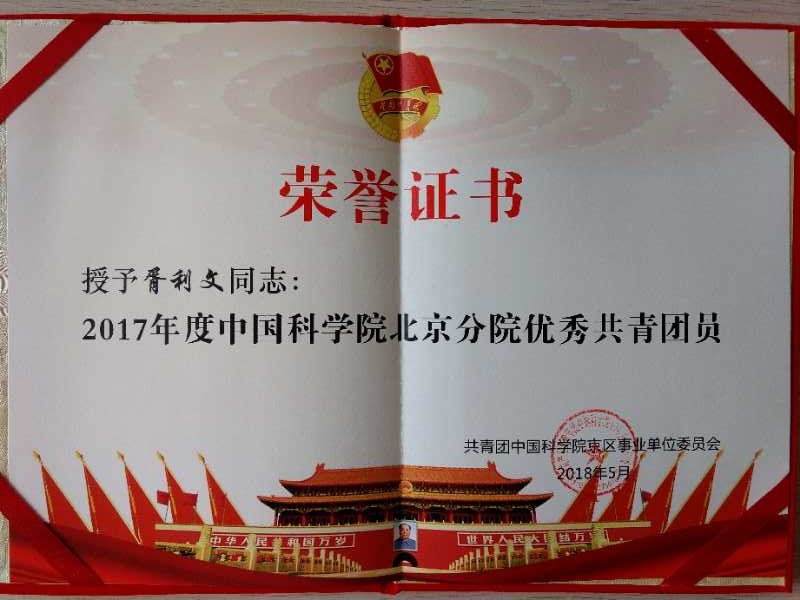 荣誉证书
授予胥利文同志：
2017年度中国科学院北京分院优秀共青团员
共青团中国科学院京区事业单位委员会
2018年5月
中华人民共和国万岁
世界人民大团结万岁